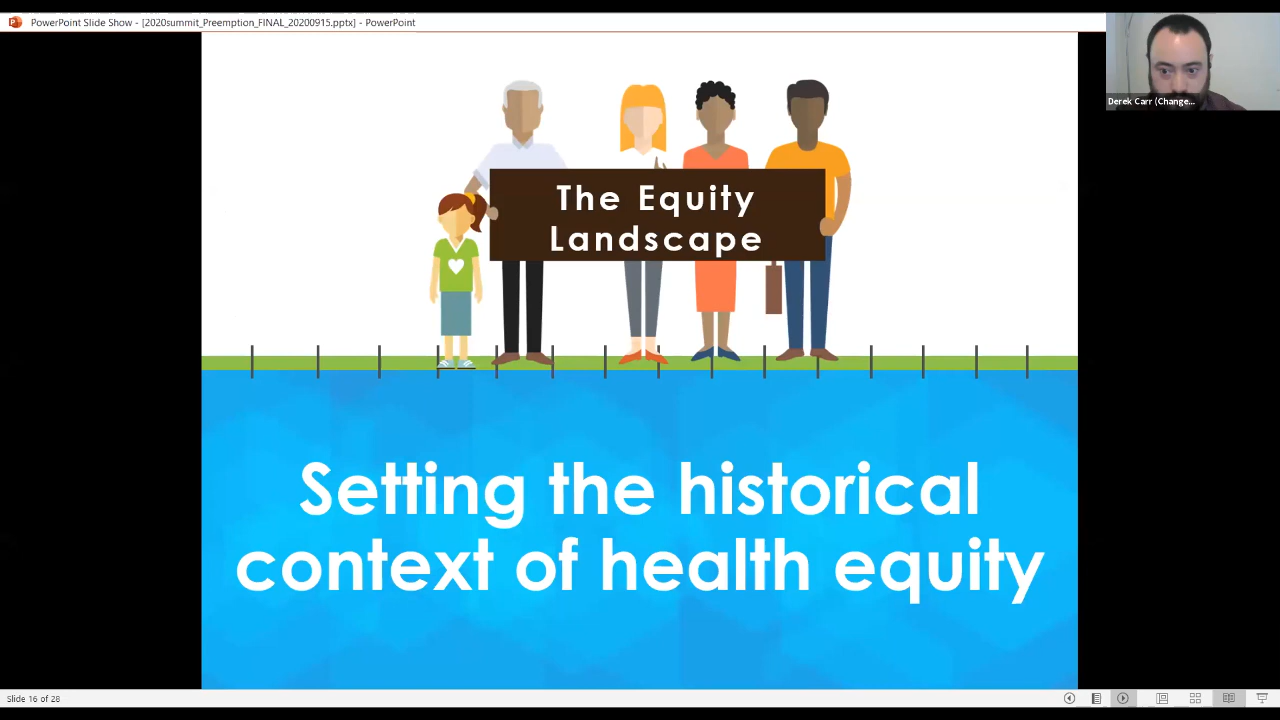 PowerPoint Slide Show - [2020summit_Preemption_FINAL_20200915.pptx] - PowerPoint
Derek Carr (Change...
The Equity
Landscape
Setting the historical
context of health equity
Slide 16 of 28